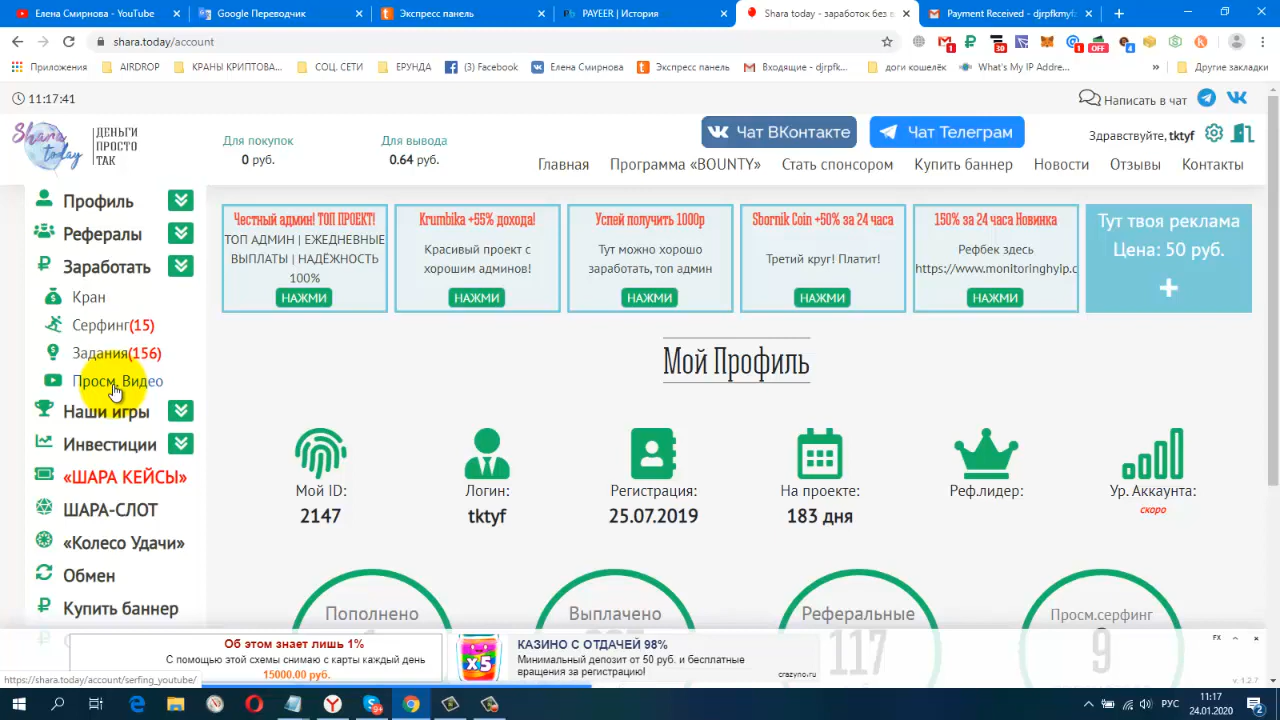 Елена Смирнова - YouTube
Google Переводчик
Экспресс панель
PAYEER | История
Shara today - заработок без в
Payment Received - djrpfkmyf
shara.today/account
Приложения
AIRDROP
КРАНЫ КРИПТОВА...
СОЦ. СЕТИ
ЕРУНДА
(3) Facebook
Елена Смирнова
Экспресс панель
Входящие - djrpfk...
доги кошелёк
What's My IP Addre...
»
Другие закладки
11:17:41
Написать в чат
Shara today
ДЕНЬГИ
ПРОСТО
ТАК
Для покупок
0 руб.
Для вывода
0.64 руб.
Чат ВКонтакте
Чат Телеграм
Здравствуйте, tktyf
Главная
Программа «BOUNTY»
Стать спонсором
Купить баннер
Новости
Отзывы
Контакты
Профиль
Рефералы
Заработать
Кран
Серфинг(15)
Задания(156)
Просм. Видео
Наши игры
Инвестиции
«ШАРА КЕЙСЫ»
ШАРА-СЛОТ
«Колесо Удачи»
Обмен
Купить баннер
Честный админ! ТОП ПРОЕКТ!
ТОП АДМИН | ЕЖЕДНЕВНЫЕ
ВЫПЛАТЫ | НАДЁЖНОСТЬ
100%
НАЖМИ
Krumbika +55% дохода!
Красивый проект с
хорошим админов!
НАЖМИ
Успей получить 1000р
Тут можно хорошо
заработать, топ админ
НАЖМИ
Sbornik Coin +50% за 24 часа
Третий круг! Платит!
НАЖМИ
150% за 24 часа Новинка
Рефбек здесь
https://www.monitoringhyip.c
НАЖМИ
Тут твоя реклама
Цена: 50 руб.
+
Мой Профиль
Мой ID:
2147
Логин:
tktyf
Регистрация:
25.07.2019
На проекте:
183 дня
Реф.лидер:
Ур. Аккаунта:
скоро
Пополнено
Выплачено
Реферальные
117
Просм.серфинг
9
Об этом знает лишь 1%
С помощью этой схемы снимаю с карты каждый день
15000.00 руб.
x5
КАЗИНО С ОТДАЧЕЙ 98%
Минимальный депозит от 50 руб. и бесплатные
вращения за регистрацию!
crazyno.ru
FX
v. 1.2.7
https://shara.today/account/serfing_youtube/
РУС
11:17
24.01.2020